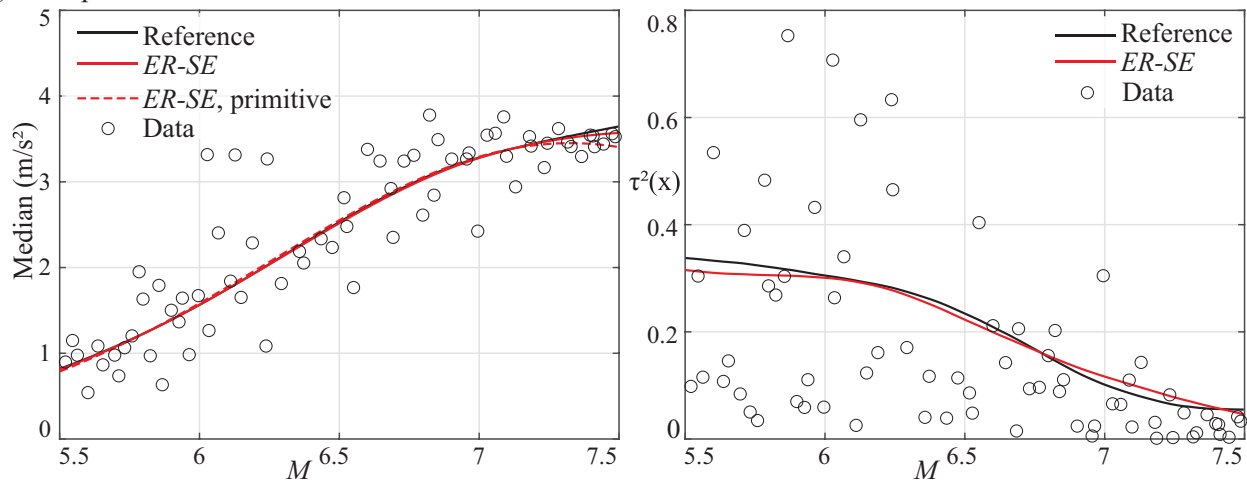 5
4
3
2
1
0
Median (m/s²)
Reference
ER-SE
ER-SE, primitive
Data
5.5
6
6.5
7
7.5
M
0.8
0.6
0.4
0.2
0
τ²(x)
Reference
ER-SE
Data
5.5
6
6.5
7
7.5
M